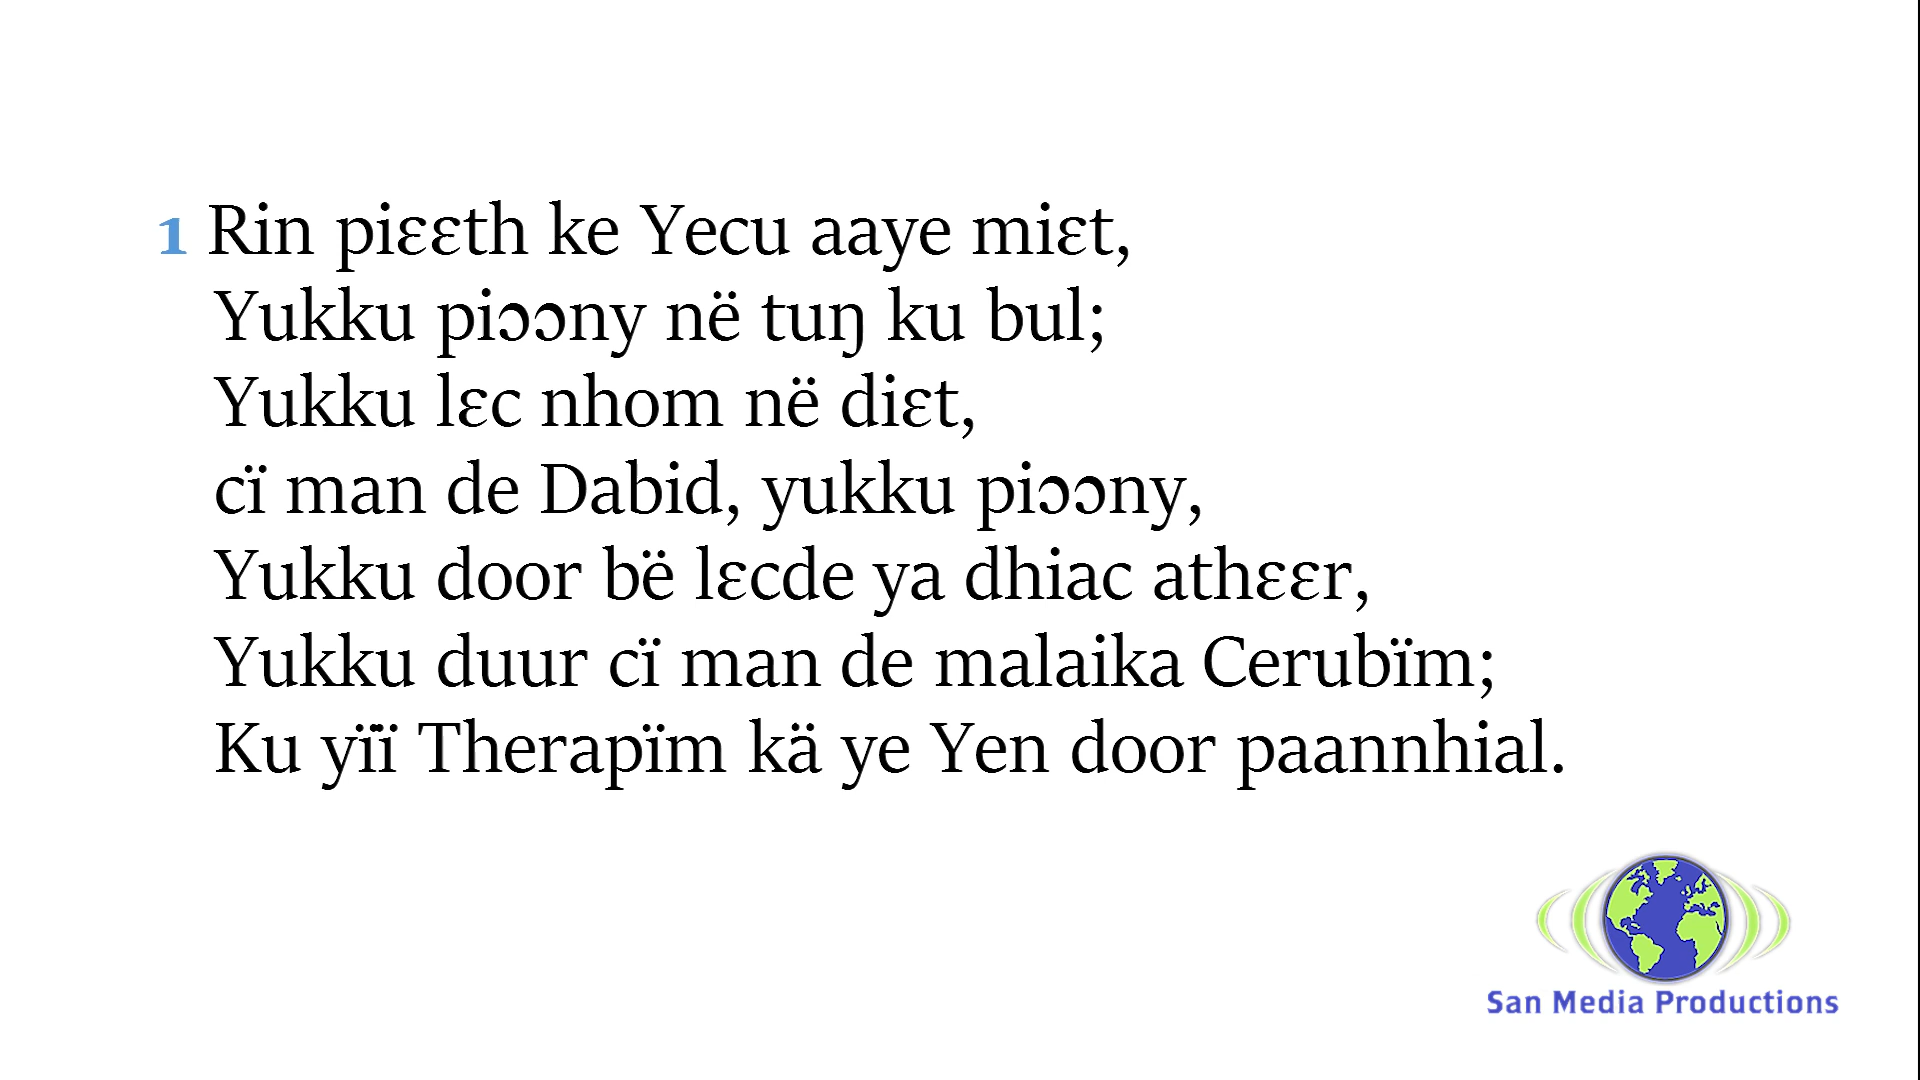 1 Rin piɛɛth ke Yecu aaye miɛt,
Yukku piɔɔny në tuŋ ku bul;
Yukku lɛc nhom në diɛt,
cï man de Dabid, yukku piɔɔny,
Yukku door bë lɛcde ya dhiac athɛɛr,
Yukku duur cï man de malaika Cerubïm;
Ku yïï Therapïm kä ye Yen door paannhial.
San Media Productions